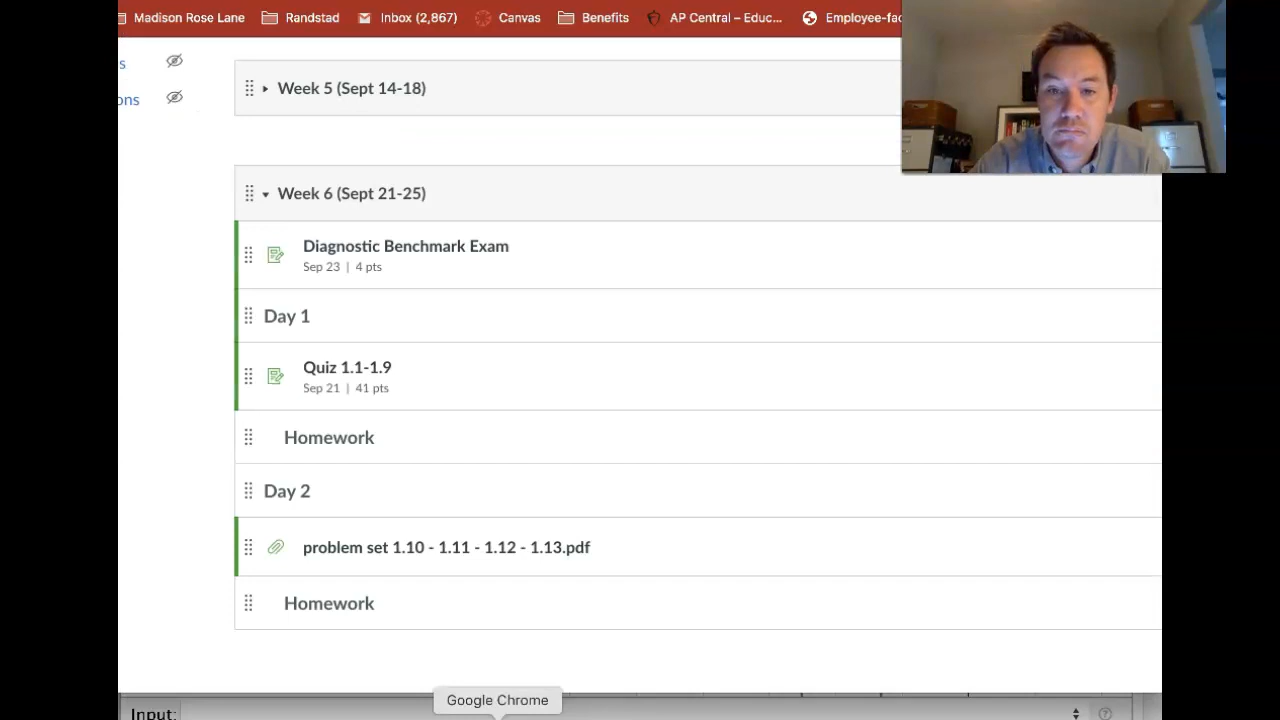 Madison Rose Lane Randstad Inbox (2,867) Canvas Benefits AP Central – Educ... Employee-fac
s
ons
Week 5 (Sept 14-18)
Week 6 (Sept 21-25)
Diagnostic Benchmark Exam
Sep 23 | 4 pts
Day 1
Quiz 1.1-1.9
Sep 21 | 41 pts
Homework
Day 2
problem set 1.10 - 1.11 - 1.12 - 1.13.pdf
Homework
Google Chrome
Input: